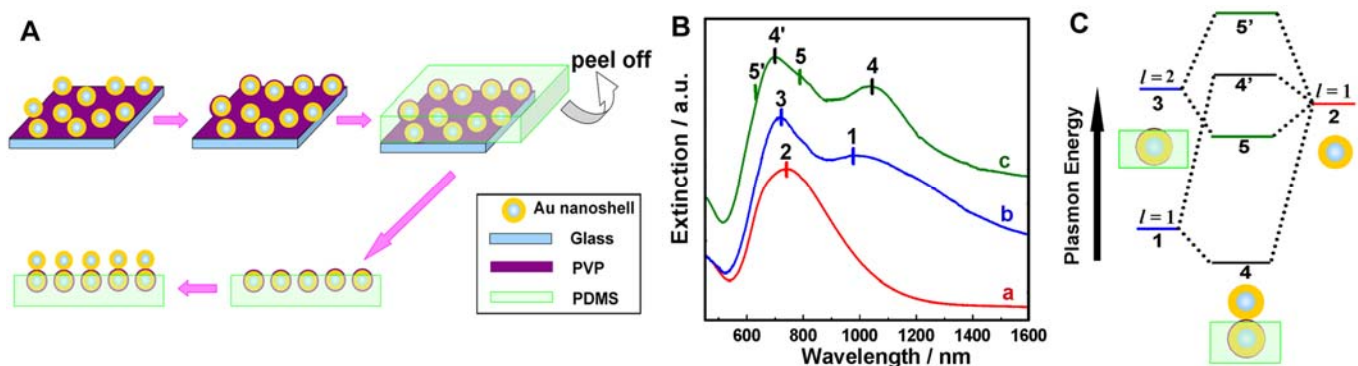 A
peel off
Au nanoshell
Glass
PVP
PDMS
B
Extinction / a.u.
4'
5'
5
4
3
1
2
c
b
a
600 800 1000 1200 1400 1600
Wavelength / nm
C
Plasmon Energy
5'
l = 2
3
4'
l = 1
2
5
l = 1
1
4